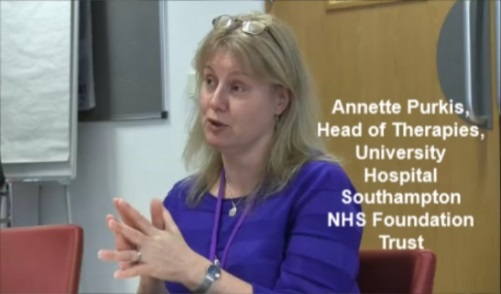 Annette Purkis,
Head of Therapies,
University
Hospital
Southampton
NHS Foundation
Trust